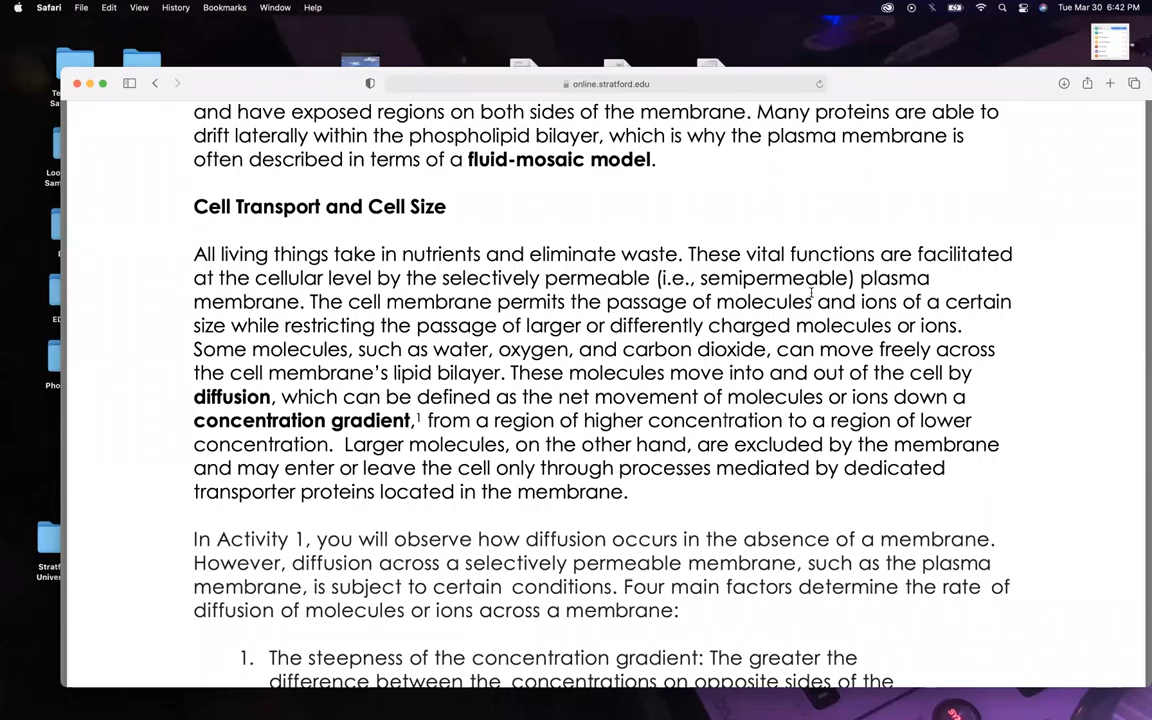 Safari File Edit View History Bookmarks Window Help Tue Mar 30 6:42 PM
online.stratford.edu
and have exposed regions on both sides of the membrane. Many proteins are able to
drift laterally within the phospholipid bilayer, which is why the plasma membrane is
often described in terms of a fluid-mosaic model.
Cell Transport and Cell Size
All living things take in nutrients and eliminate waste. These vital functions are facilitated
at the cellular level by the selectively permeable (i.e., semipermeable) plasma
membrane. The cell membrane permits the passage of molecules and ions of a certain
size while restricting the passage of larger or differently charged molecules or ions.
Some molecules, such as water, oxygen, and carbon dioxide, can move freely across
the cell membrane’s lipid bilayer. These molecules move into and out of the cell by
diffusion, which can be defined as the net movement of molecules or ions down a
concentration gradient,¹ from a region of higher concentration to a region of lower
concentration. Larger molecules, on the other hand, are excluded by the membrane
and may enter or leave the cell only through processes mediated by dedicated
transporter proteins located in the membrane.
In Activity 1, you will observe how diffusion occurs in the absence of a membrane.
However, diffusion across a selectively permeable membrane, such as the plasma
membrane, is subject to certain conditions. Four main factors determine the rate of
diffusion of molecules or ions across a membrane:
1. The steepness of the concentration gradient: The greater the
difference between the concentrations on opposite sides of the